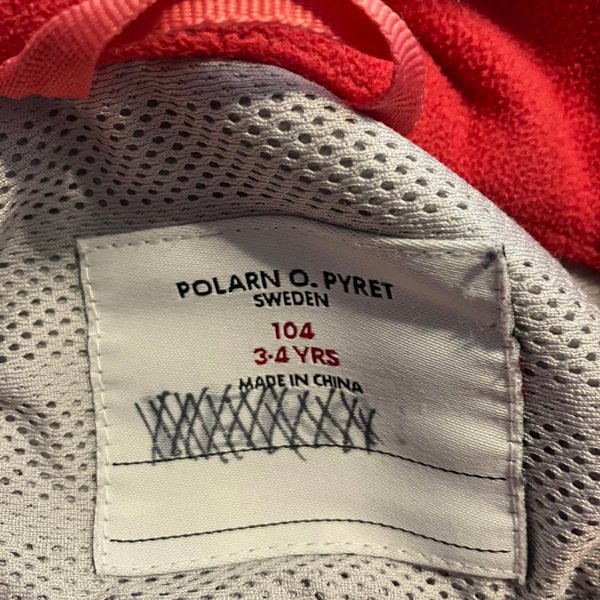 POLARN O. PYRET
SWEDEN
104
3-4 YRS
MADE IN CHINA